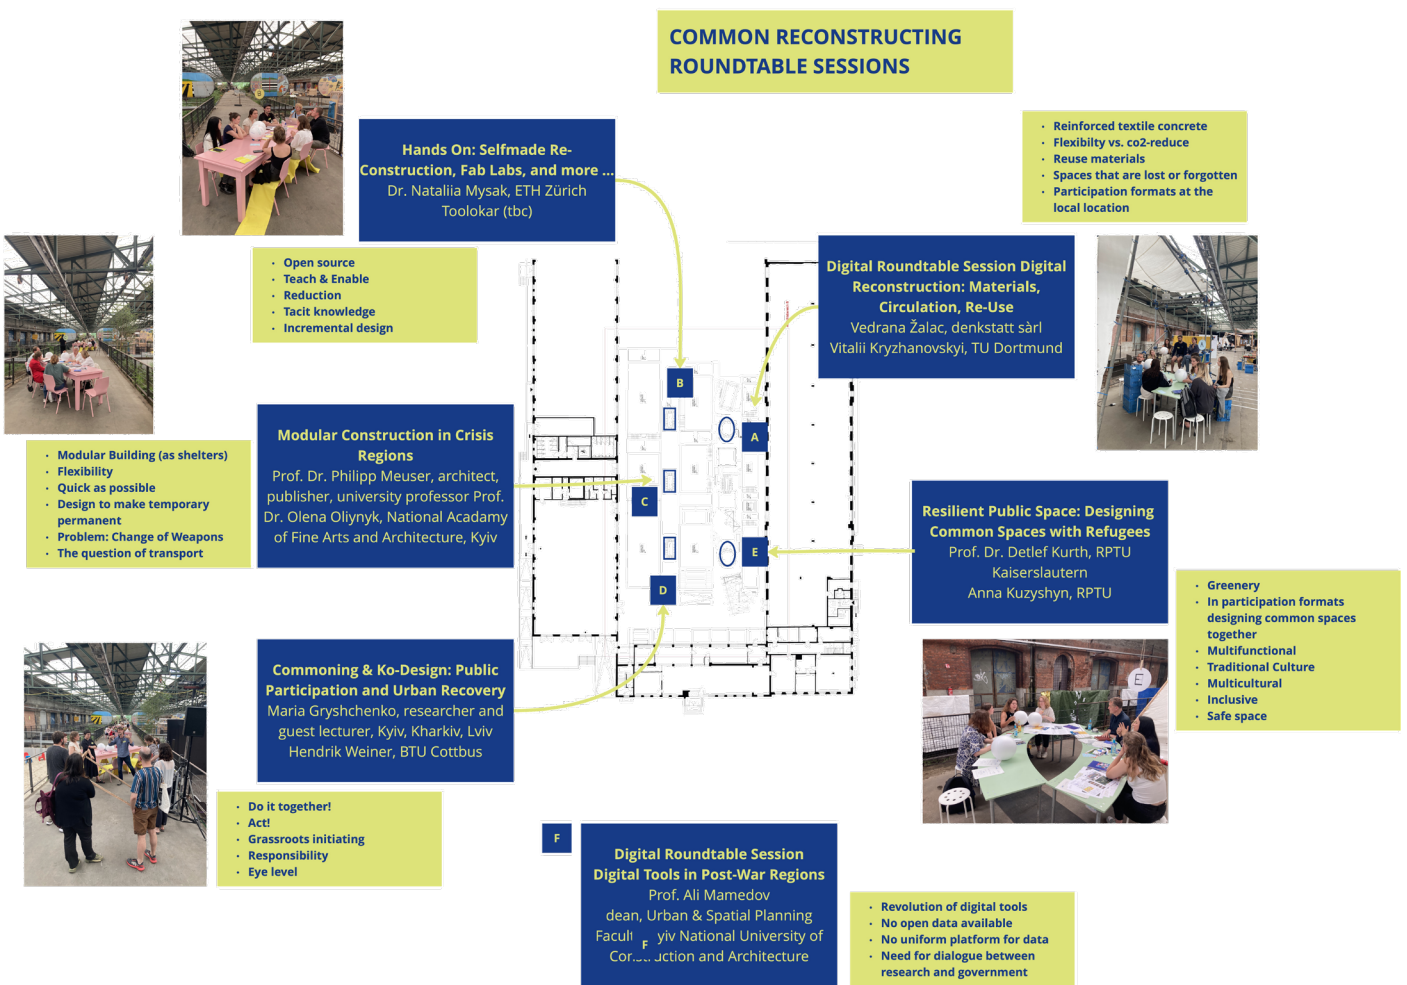 COMMON RECONSTRUCTING
ROUNDTABLE SESSIONS
Hands On: Selfmade Re-
Construction, Fab Labs, and more ...
Dr. Nataliia Mysak, ETH Zürich
Toolokar (tbc)
• Open source
• Teach & Enable
• Reduction
• Tacit knowledge
• Incremental design
• Reinforced textile concrete
• Flexibilty vs. co2-reduce
• Reuse materials
• Spaces that are lost or forgotten
• Participation formats at the
local location
Digital Roundtable Session Digital
Reconstruction: Materials,
Circulation, Re-Use
Vedrana Žalac, denkstatt sàrl
Vitalii Kryzhanovskyi, TU Dortmund
B
A
C
E
D
Modular Construction in Crisis
Regions
Prof. Dr. Philipp Meuser, architect,
publisher, university professor Prof.
Dr. Olena Oliynyk, National Acadamy
of Fine Arts and Architecture, Kyiv
• Modular Building (as shelters)
• Flexibility
• Quick as possible
• Design to make temporary
permanent
• Problem: Change of Weapons
• The question of transport
Resilient Public Space: Designing
Common Spaces with Refugees
Prof. Dr. Detlef Kurth, RPTU
Kaiserslautern
Anna Kuzyshyn, RPTU
• Greenery
• In participation formats
designing common spaces
together
• Multifunctional
• Traditional Culture
• Multicultural
• Inclusive
• Safe space
E
Commoning & Ko-Design: Public
Participation and Urban Recovery
Maria Gryshchenko, researcher and
guest lecturer, Kyiv, Kharkiv, Lviv
Hendrik Weiner, BTU Cottbus
• Do it together!
• Act!
• Grassroots initiating
• Responsibility
• Eye level
F
Digital Roundtable Session
Digital Tools in Post-War Regions
Prof. Ali Mamedov
dean, Urban & Spatial Planning
National University of
F
and Architecture
• Revolution of digital tools
• No open data available
• No uniform platform for data
• Need for dialogue between
research and government